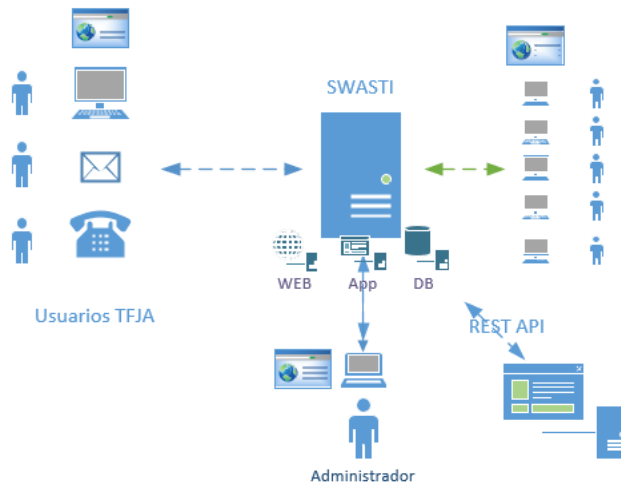 SWASTI
WEB
App
DB
Usuarios TFJA
REST API
Administrador